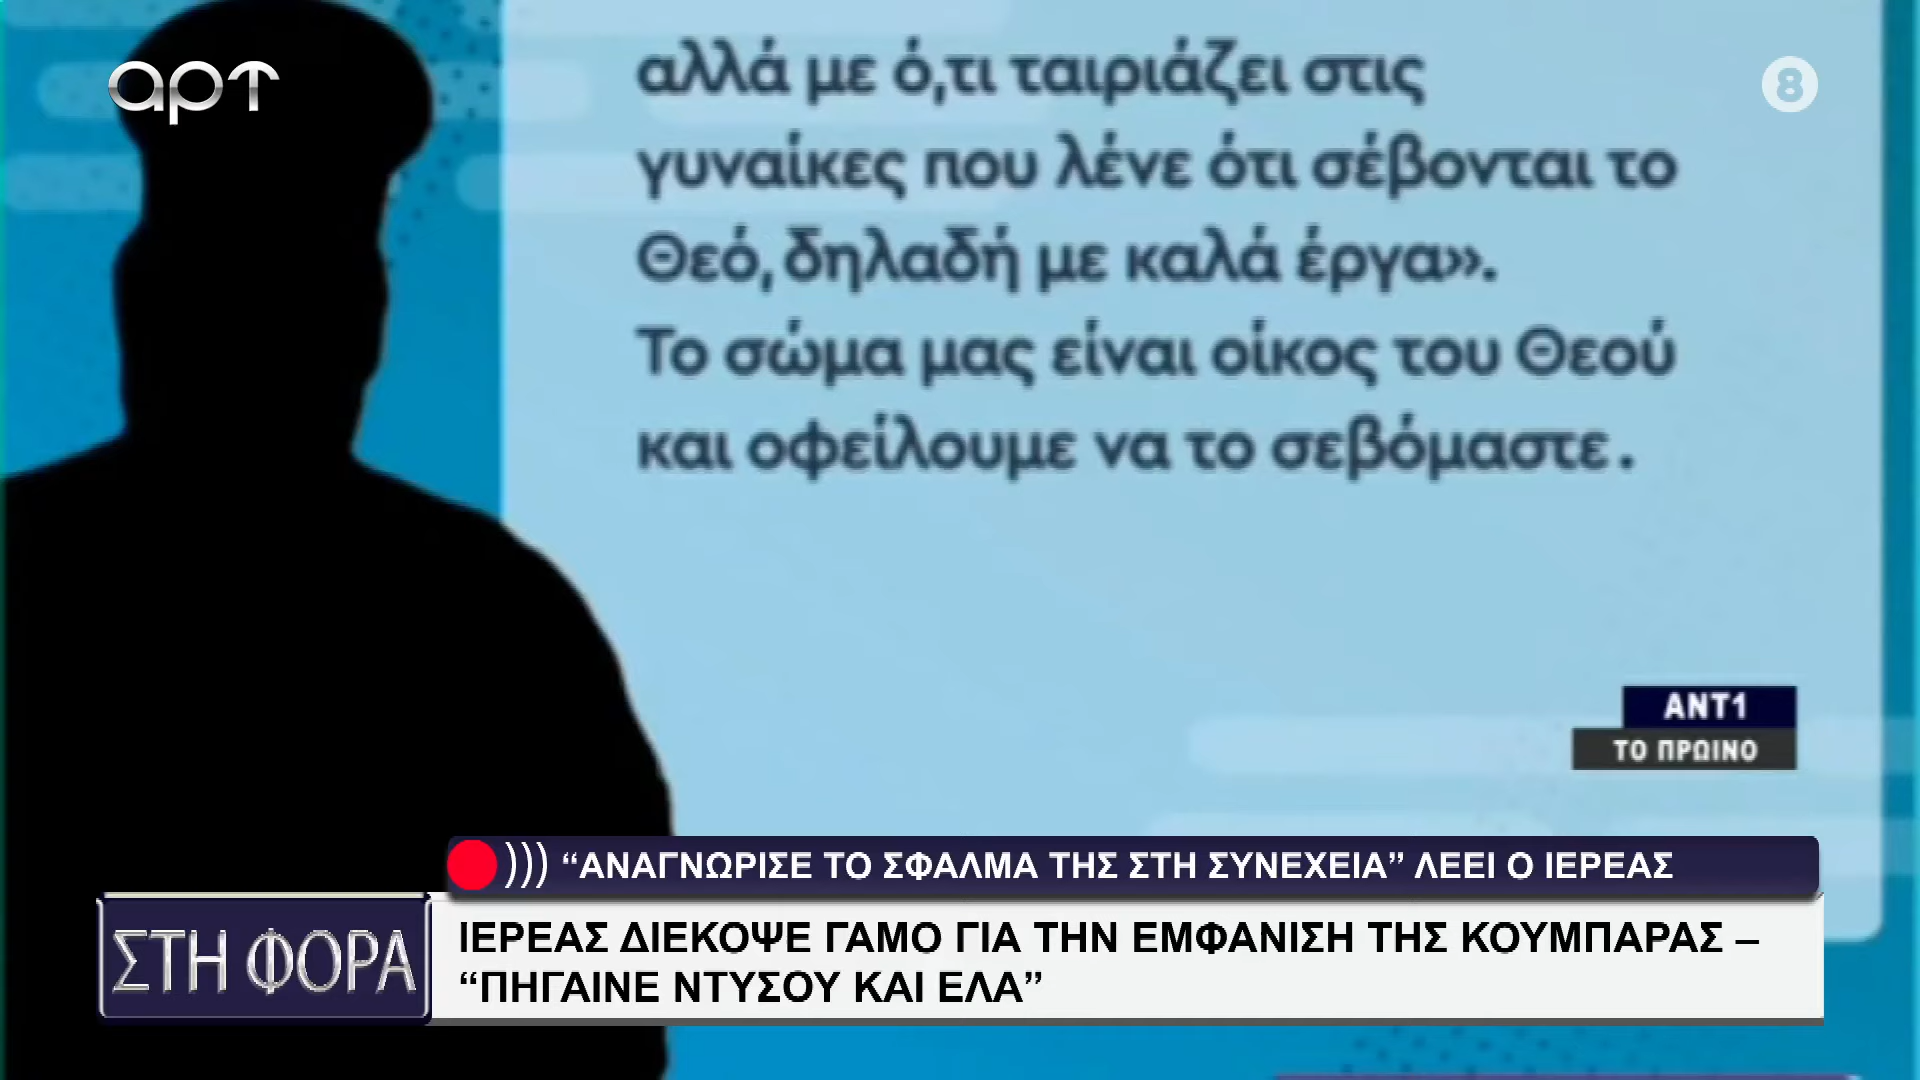 αρτ
8
αλλά με ό,τι ταιριάζει στις
γυναίκες που λένε ότι σέβονται το
Θεό, δηλαδή με καλά έργα».
Το σώμα μας είναι οίκος του Θεού
και οφείλουμε να το σεβόμαστε.
ΑΝΤ1
ΤΟ ΠΡΩΙΝΟ
))) “ΑΝΑΓΝΩΡΙΣΕ ΤΟ ΣΦΑΛΜΑ ΤΗΣ ΣΤΗ ΣΥΝΕΧΕΙΑ” ΛΕΕΙ Ο ΙΕΡΕΑΣ
ΣΤΗ ΦΟΡΑ
ΙΕΡΕΑΣ ΔΙΕΚΟΨΕ ΓΑΜΟ ΓΙΑ ΤΗΝ ΕΜΦΑΝΙΣΗ ΤΗΣ ΚΟΥΜΠΑΡΑΣ –
“ΠΗΓΑΙΝΕ ΝΤΥΣΟΥ ΚΑΙ ΕΛΑ”